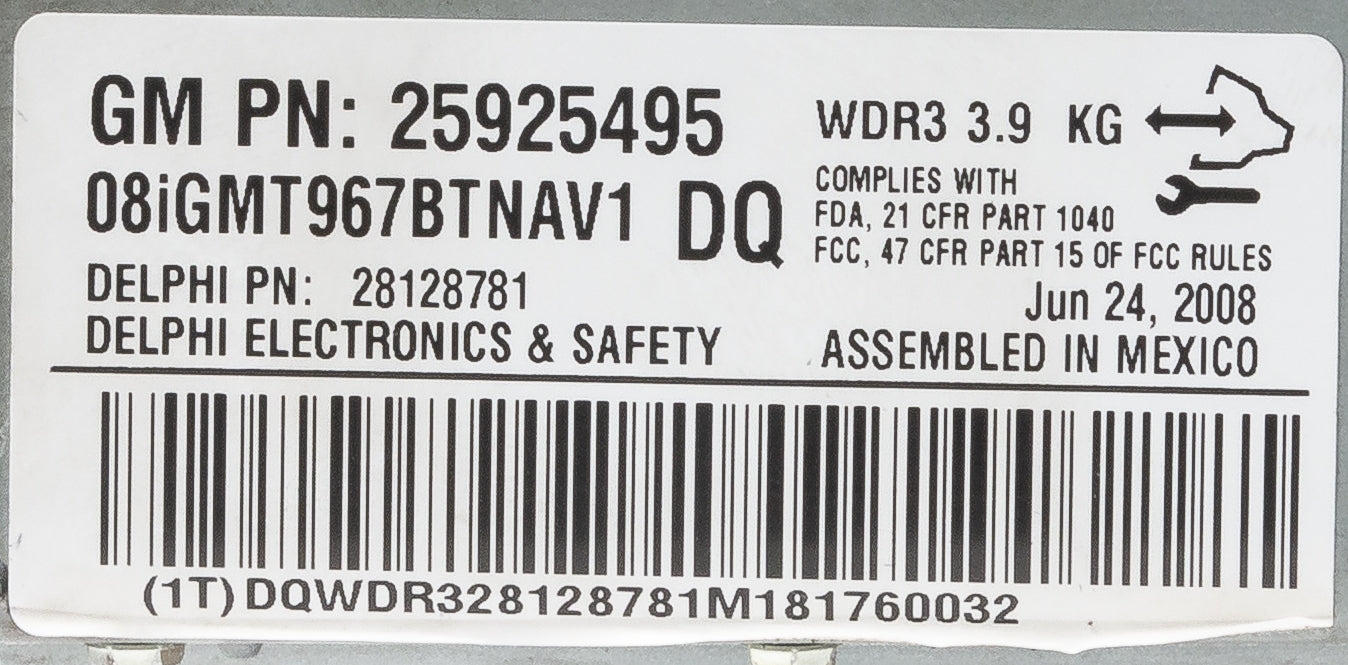 GM PN: 25925495
08iGMT967BTNAV1 DQ
DELPHI PN: 28128781
DELPHI ELECTRONICS & SAFETY
WDR3 3.9 KG
COMPLIES WITH
FDA, 21 CFR PART 1040
FCC, 47 CFR PART 15 OF FCC RULES
Jun 24, 2008
ASSEMBLED IN MEXICO
(1T)DQWDR328128781M181760032